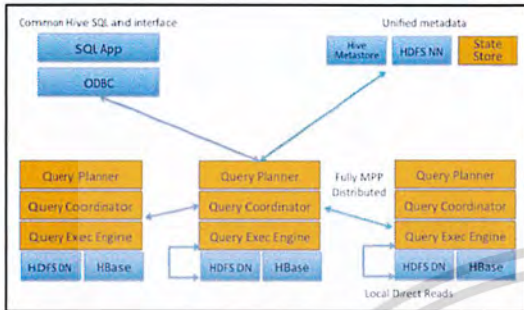 Common Hive SQL and interface
Unified metadata
SQL App
ODBC
Hive
Metastore
HDFS NN
State
Store
Query Planner
Query Coordinator
Query Exec Engine
HDFS DN
HBase
Query Planner
Query Coordinator
Query Exec Engine
HDFS DN
HBase
Fully MPP
Distributed
Query Planner
Query Coordinator
Query Exec Engine
HDFS DN
HBase
Local Direct Reads